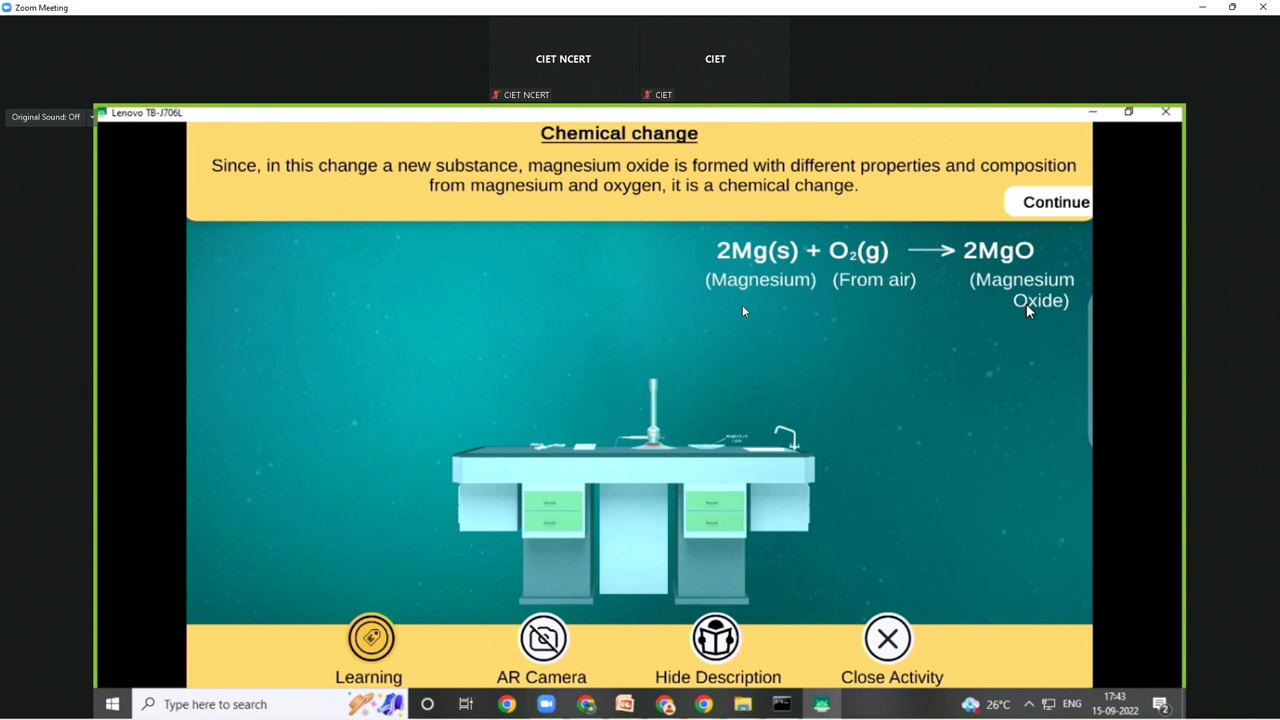 Zoom Meeting
CIET NCERT
CIET
CIET NCERT
CIET
Original Sound: Off
Lenovo TB-J706L
Chemical change
Since, in this change a new substance, magnesium oxide is formed with different properties and composition
from magnesium and oxygen, it is a chemical change.
Continue
2Mg(s) + O₂(g) ⟶ 2MgO
(Magnesium) (From air) (Magnesium
Oxide)
Learning
AR Camera
Hide Description
Close Activity
Type here to search
26°C
ENG
17:43
15-09-2022
2